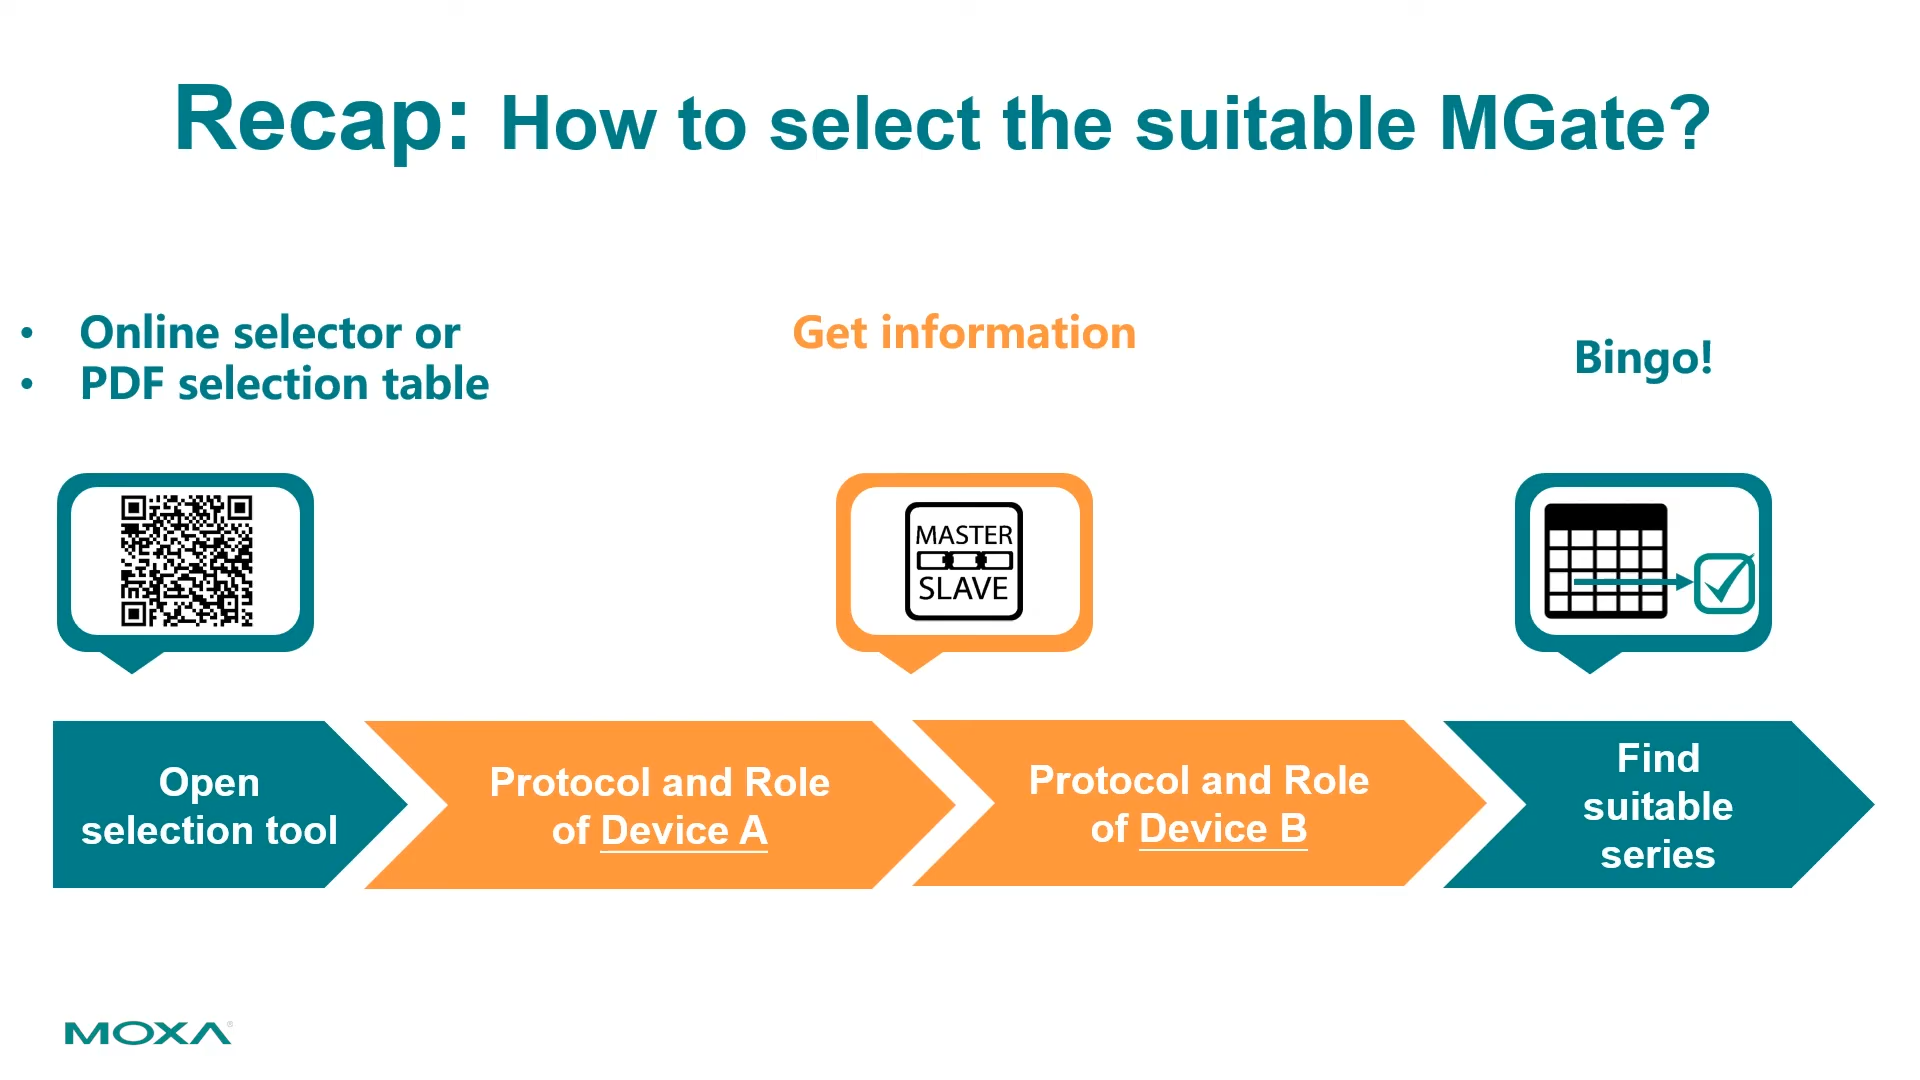 Recap: How to select the suitable MGate?
• Online selector or
• PDF selection table
Get information
Bingo!
MASTER
SLAVE
Open
selection tool
Protocol and Role
of Device A
Protocol and Role
of Device B
Find
suitable
series
MOXA®